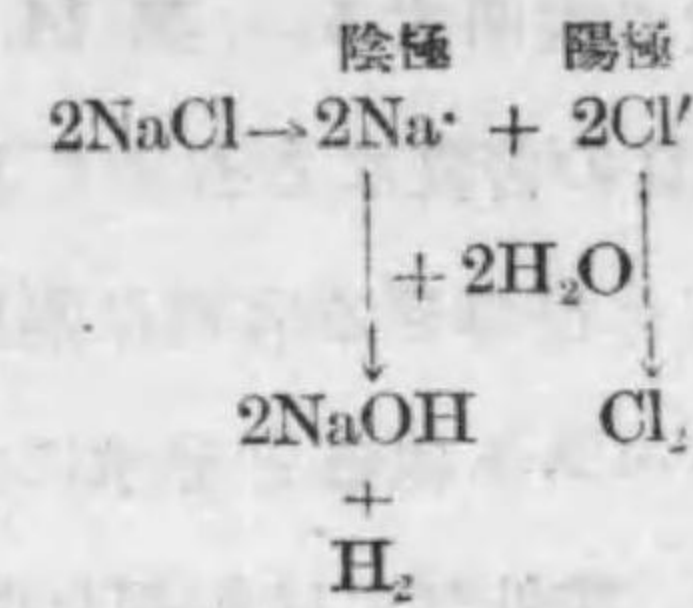 陰極 陽極
2NaCl→2Na· + 2Cl′
+ 2H₂O
2NaOH Cl₂
+
H₂